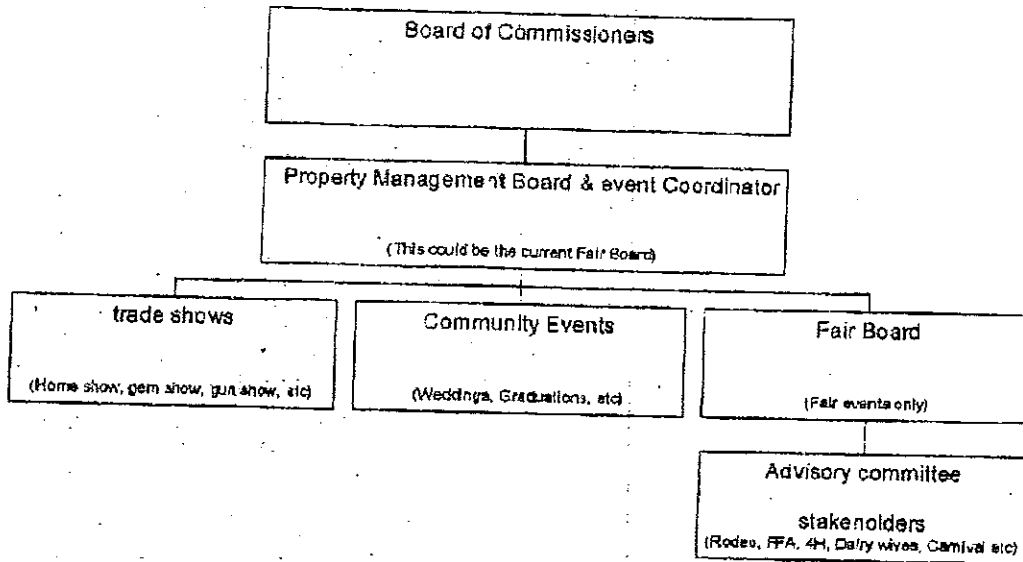 Board of Commissioners
Property Management Board & event Coordinator
(This could be the current Fair Board)
trade shows
(Home show, gem show, gun show, etc)
Community Events
(Weddings, Graduations, etc)
Fair Board
(Fair events only)
Advisory committee
stakeholders
(Rodeo, FFA, 4H, Dairy wives, Carnival etc)